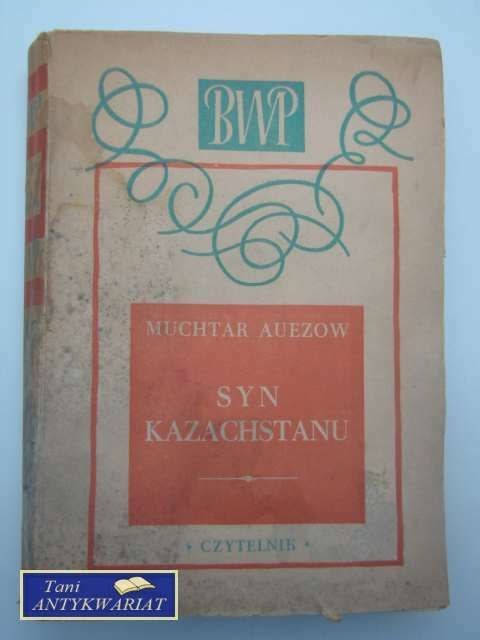 BWP
MUCHTAR AUEZOW
SYN
KAZACHSTANU
• CZYTELNIK •
Tani
ANTYKWARIAT